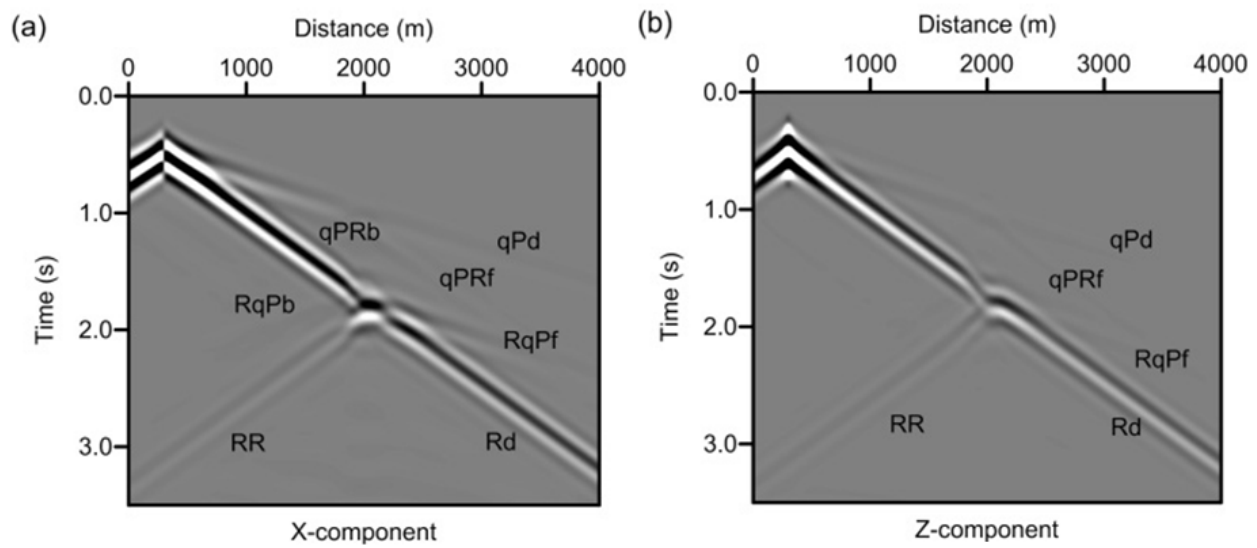 (a)
Distance (m)
0 1000 2000 3000 4000
0.0
1.0
2.0
3.0
Time (s)
qPRb
qPd
qPRf
RqPb
RqPf
RR
Rd
X-component
(b)
Distance (m)
0 1000 2000 3000 4000
0.0
1.0
2.0
3.0
Time (s)
qPd
qPRf
RqPf
RR
Rd
Z-component